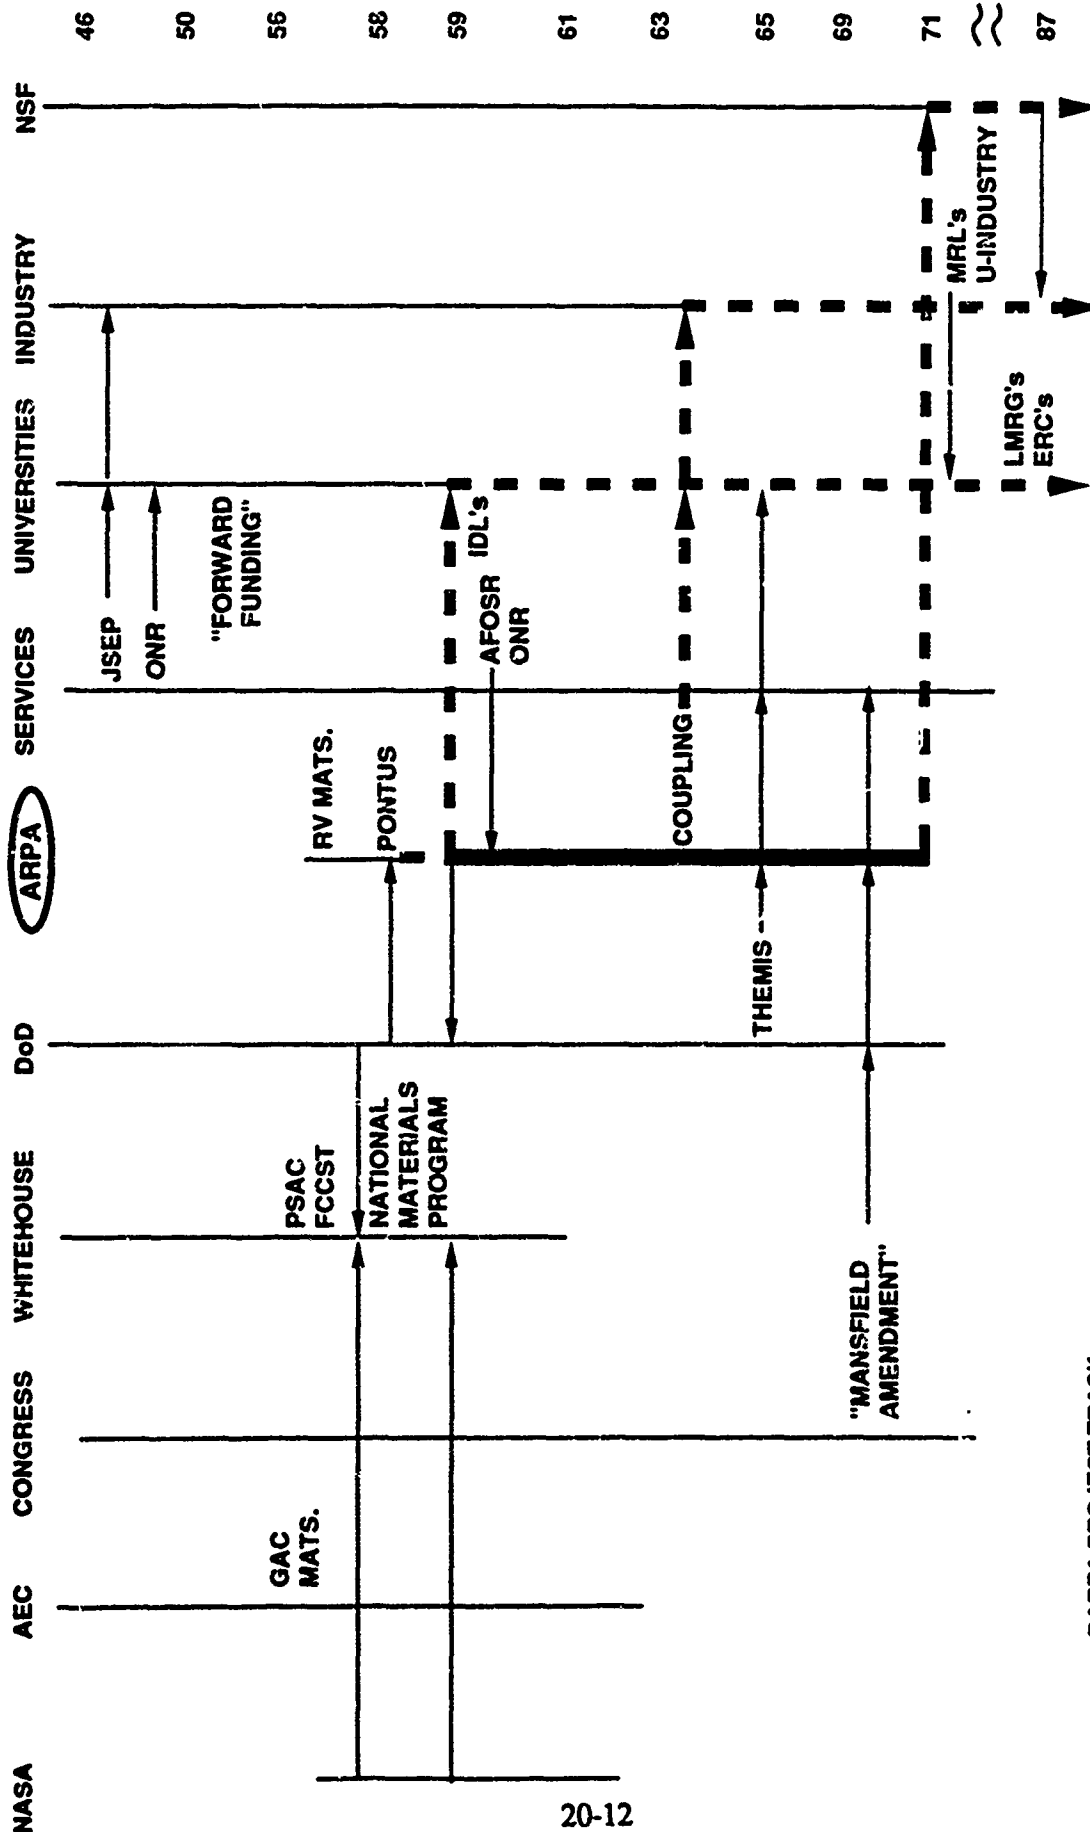 NASA
AEC
CONGRESS
WHITEHOUSE
DoD
ARPA
SERVICES
UNIVERSITIES
INDUSTRY
NSF
46
50
56
58
59
61
63
65
69
71
87
JSEP
ONR
"FORWARD
FUNDING"
GAC
MATS.
PSAC
FCCST
RV MATS.
PONTUS
NATIONAL
MATERIALS
PROGRAM
IDL's
AFOSR
ONR
COUPLING
THEMIS
"MANSFIELD
AMENDMENT"
MRL's
U-INDUSTRY
LMRG's
ERC's
20-12